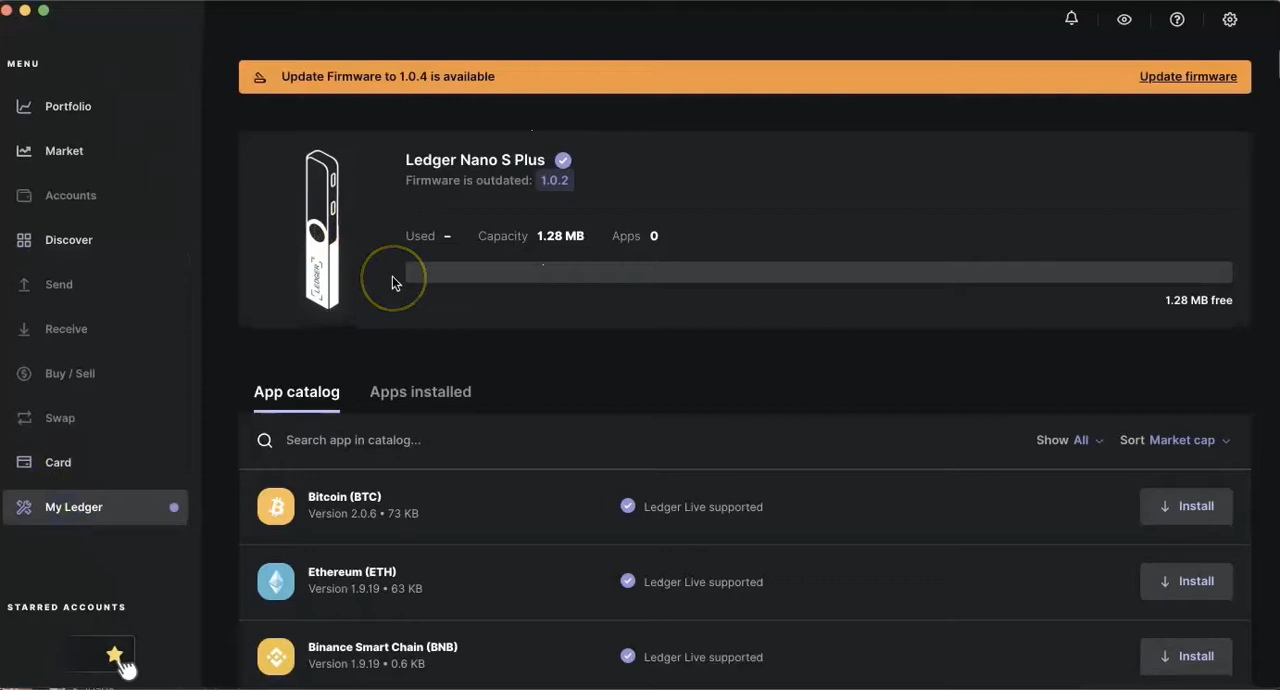 MENU
Portfolio
Market
Accounts
Discover
Send
Receive
Buy / Sell
Swap
Card
My Ledger
STARRED ACCOUNTS
Update Firmware to 1.0.4 is available
Update firmware
LEDGER
Ledger Nano S Plus
Firmware is outdated: 1.0.2
Used – Capacity 1.28 MB Apps 0
1.28 MB free
App catalog Apps installed
Search app in catalog...
Show All Sort Market cap
Bitcoin (BTC)
Version 2.0.6 • 73 KB
Ledger Live supported
Install
Ethereum (ETH)
Version 1.9.19 • 63 KB
Ledger Live supported
Install
Binance Smart Chain (BNB)
Version 1.9.19 • 0.6 KB
Ledger Live supported
Install